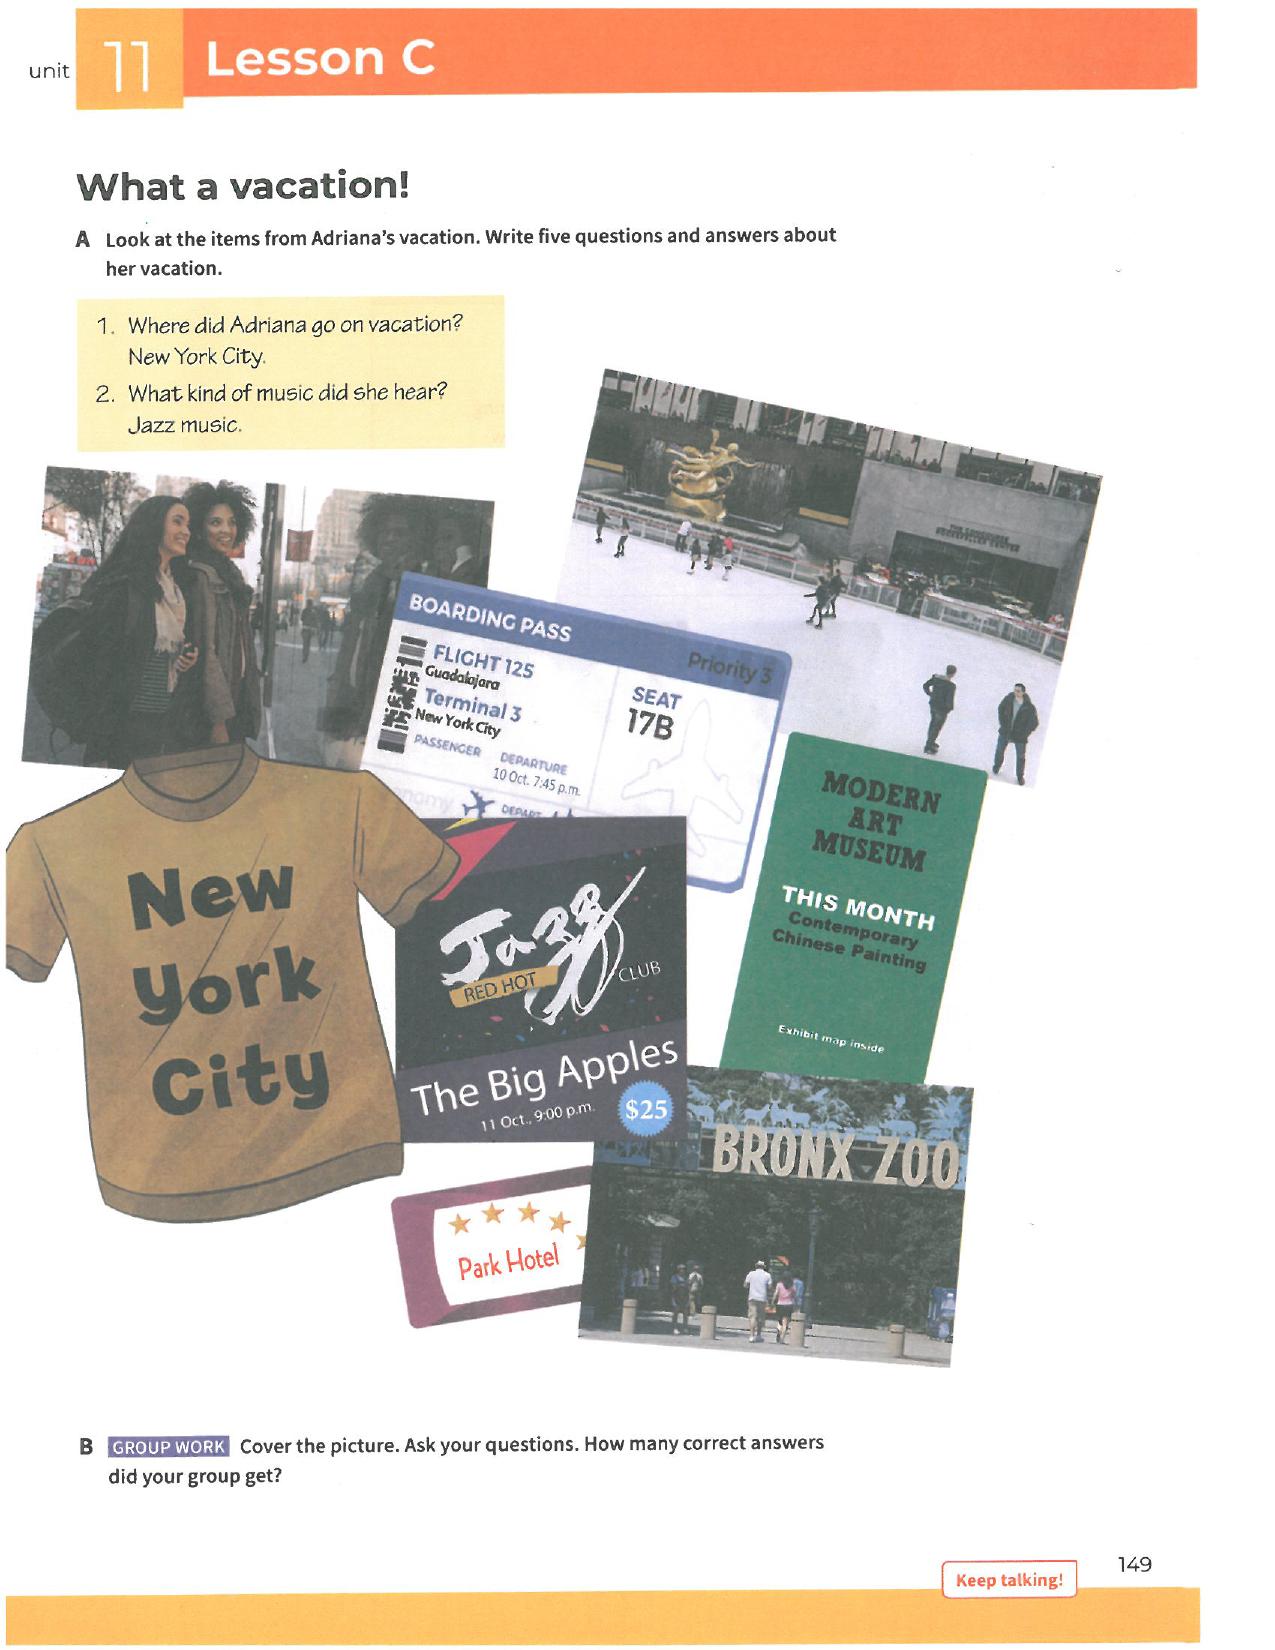 unit
11
Lesson C
What a vacation!
A Look at the items from Adriana's vacation. Write five questions and answers about
her vacation.
1. Where did Adriana go on vacation?
New York City.
2. What kind of music did she hear?
Jazz music.
BOARDING PASS
Priority 3
FLIGHT 125
Guadalajara
Terminal 3
New York City
PASSENGER
DEPARTURE
10 Oct. 7:45 p.m.
SEAT
17B
MODERN
ART
MUSEUM
THIS MONTH
Contemporary
Chinese Painting
Exhibit map inside
New
York
City
Jazz
RED HOT
CLUB
The Big Apples
11 Oct., 9:00 p.m.
$25
BRONX ZOO
Park Hotel
B GROUP WORK Cover the picture. Ask your questions. How many correct answers
did your group get?
Keep talking!
149